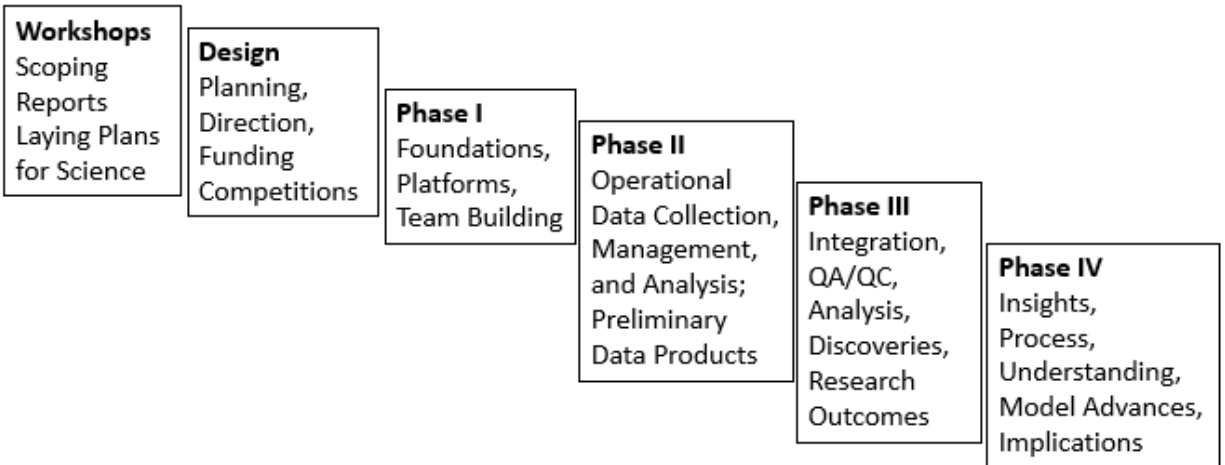 Workshops
Scoping
Reports
Laying Plans
for Science
Design
Planning,
Direction,
Funding
Competitions
Phase I
Foundations,
Platforms,
Team Building
Phase II
Operational
Data Collection,
Management,
and Analysis;
Preliminary
Data Products
Phase III
Integration,
QA/QC,
Analysis,
Discoveries,
Research
Outcomes
Phase IV
Insights,
Process,
Understanding,
Model Advances,
Implications